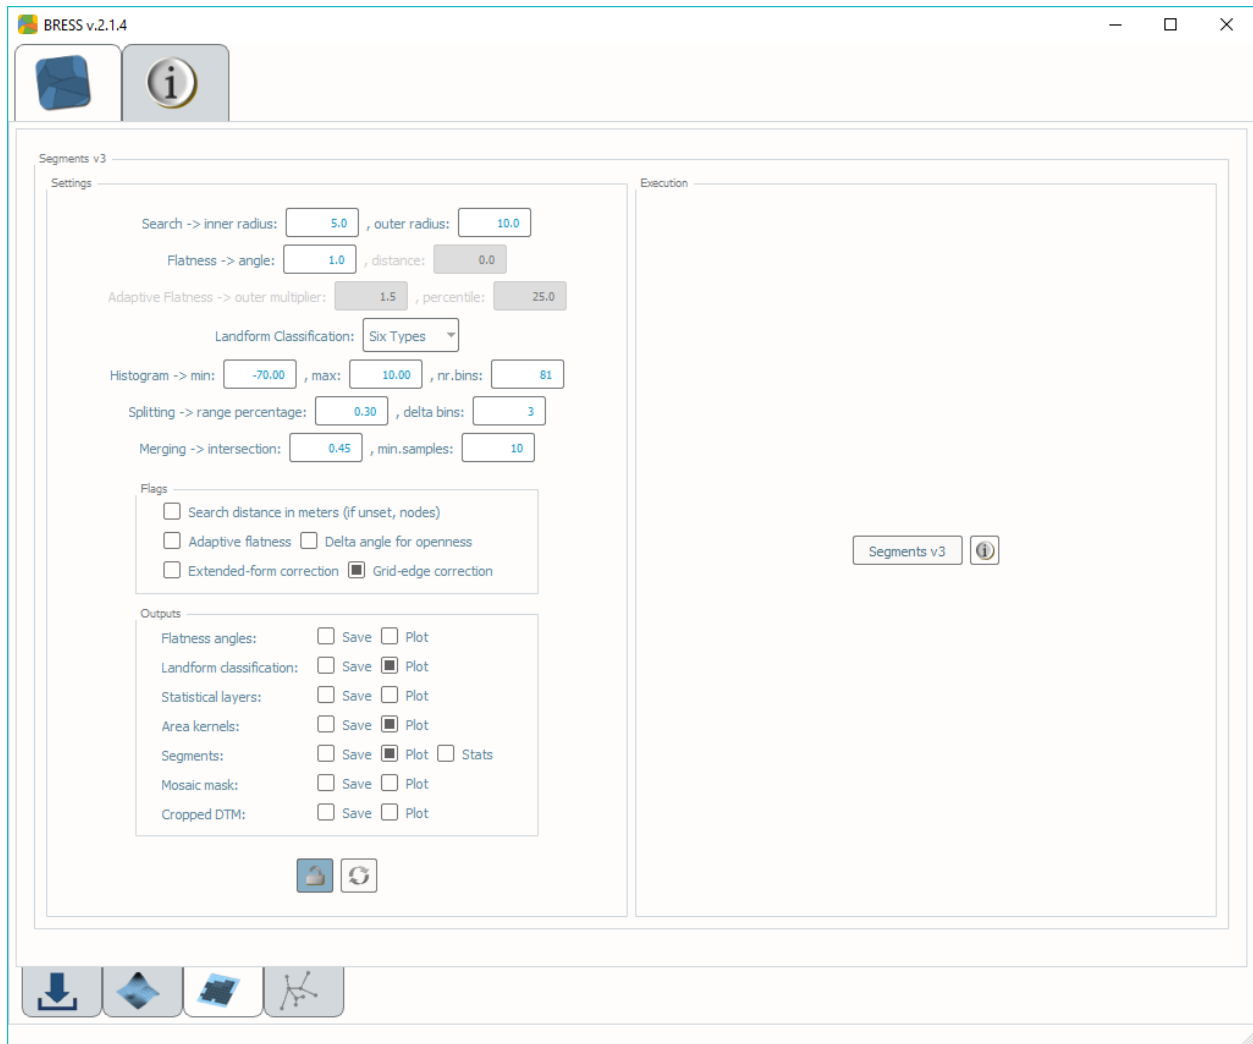 BRESS v.2.1.4
Segments v3
Settings
Execution
Search -> inner radius: 5.0 , outer radius: 10.0
Flatness -> angle: 1.0 , distance: 0.0
Adaptive Flatness -> outer multiplier: 1.5 , percentile: 25.0
Landform Classification: Six Types
Histogram -> min: -70.00 , max: 10.00 , nr.bins: 81
Splitting -> range percentage: 0.30 , delta bins: 3
Merging -> intersection: 0.45 , min.samples: 10
Flags
Search distance in meters (if unset, nodes)
Adaptive flatness Delta angle for openness
Extended-form correction Grid-edge correction
Segments v3 i
Outputs
Flatness angles: Save Plot
Landform classification: Save Plot
Statistical layers: Save Plot
Area kernels: Save Plot
Segments: Save Plot Stats
Mosaic mask: Save Plot
Cropped DTM: Save Plot